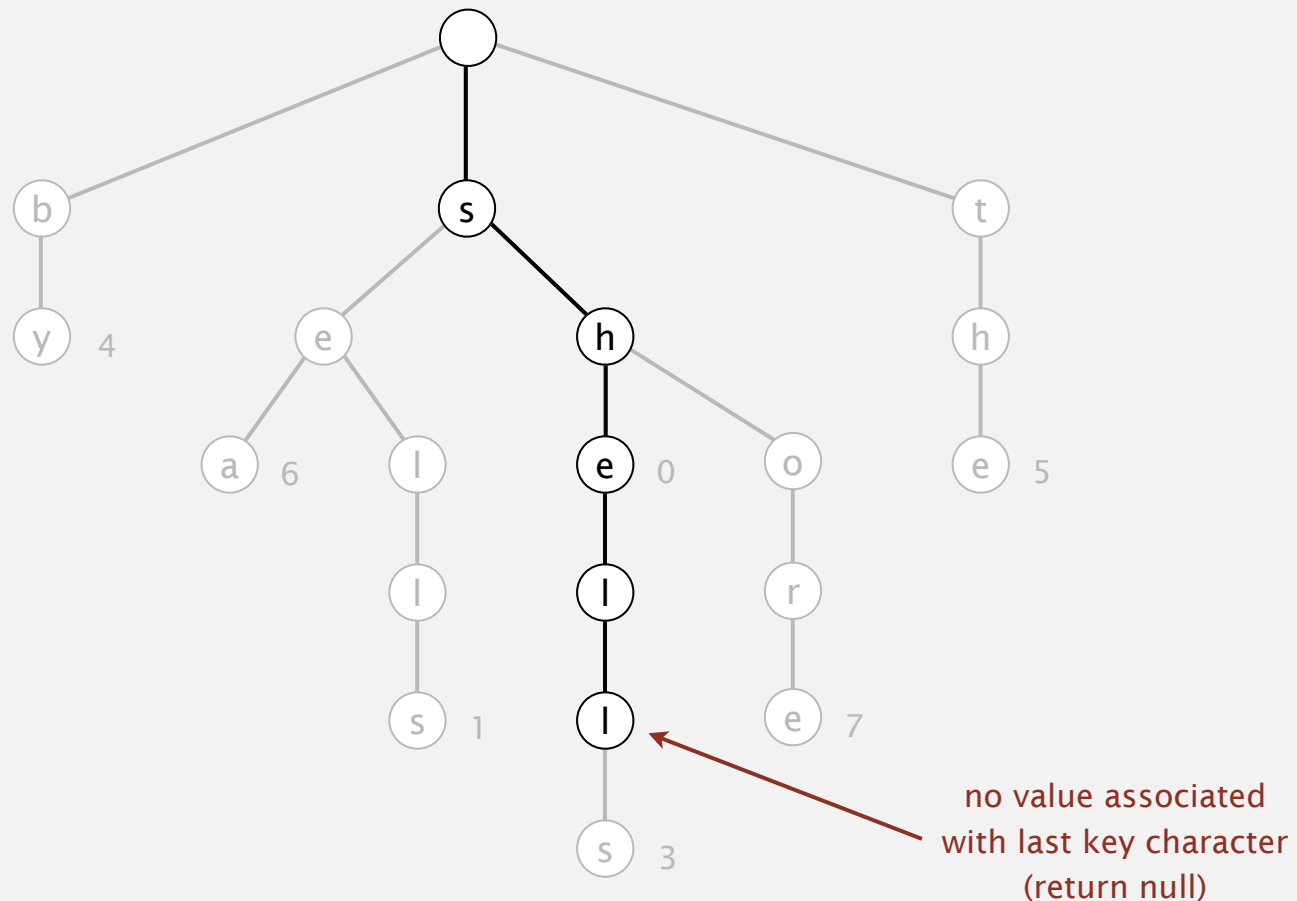 b
s
t
y 4
e
h
h
a 6
l
e 0
o
e 5
l
l
r
s 1
l
e 7
no value associated
with last key character
s 3
(return null)